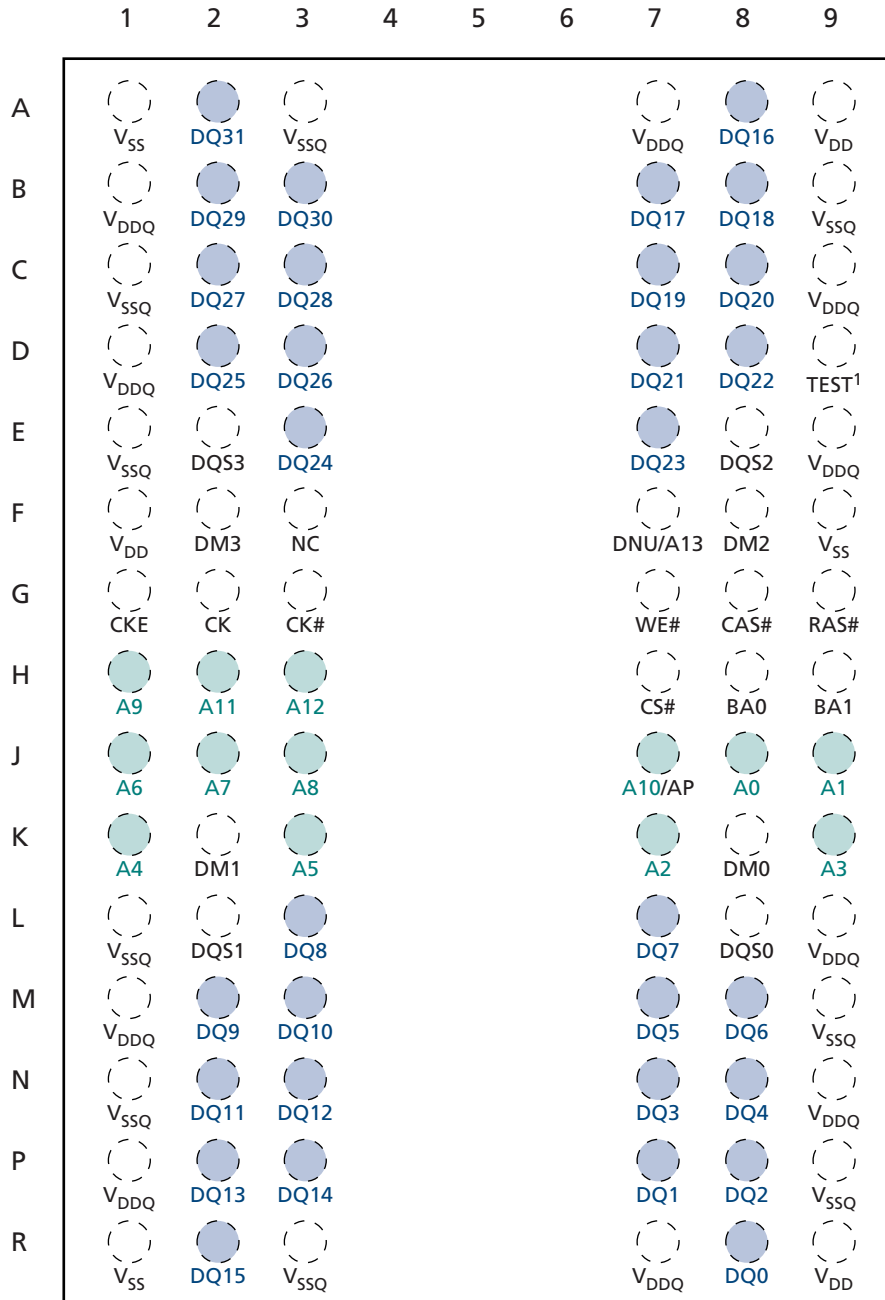 1 2 3 4 5 6 7 8 9
A
VSS DQ31 VSSQ VDDQ DQ16 VDD
B
VDDQ DQ29 DQ30 DQ17 DQ18 VSSQ
C
VSSQ DQ27 DQ28 DQ19 DQ20 VDDQ
D
VDDQ DQ25 DQ26 DQ21 DQ22 TEST1
E
VSSQ DQS3 DQ24 DQ23 DQS2 VDDQ
F
VDD DM3 NC DNU/A13 DM2 VSS
G
CKE CK CK# WE# CAS# RAS#
H
A9 A11 A12 CS# BA0 BA1
J
A6 A7 A8 A10/AP A0 A1
K
A4 DM1 A5 A2 DM0 A3
L
VSSQ DQS1 DQ8 DQ7 DQS0 VDDQ
M
VDDQ DQ9 DQ10 DQ5 DQ6 VSSQ
N
VSSQ DQ11 DQ12 DQ3 DQ4 VDDQ
P
VDDQ DQ13 DQ14 DQ1 DQ2 VSSQ
R
VSS DQ15 VSSQ VDDQ DQ0 VDD